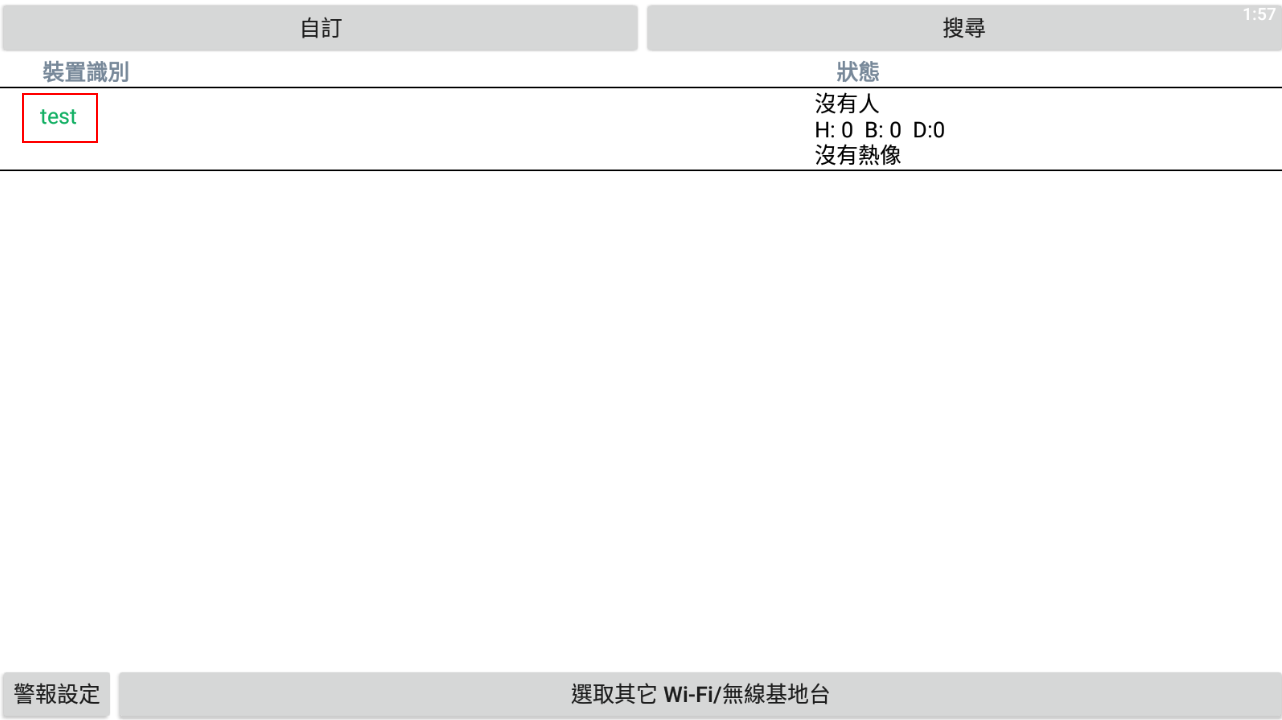 自訂
搜尋
1:57
裝置識別
狀態
test
沒有人
H: 0 B: 0 D:0
沒有熱像
警報設定
選取其它 Wi-Fi/無線基地台